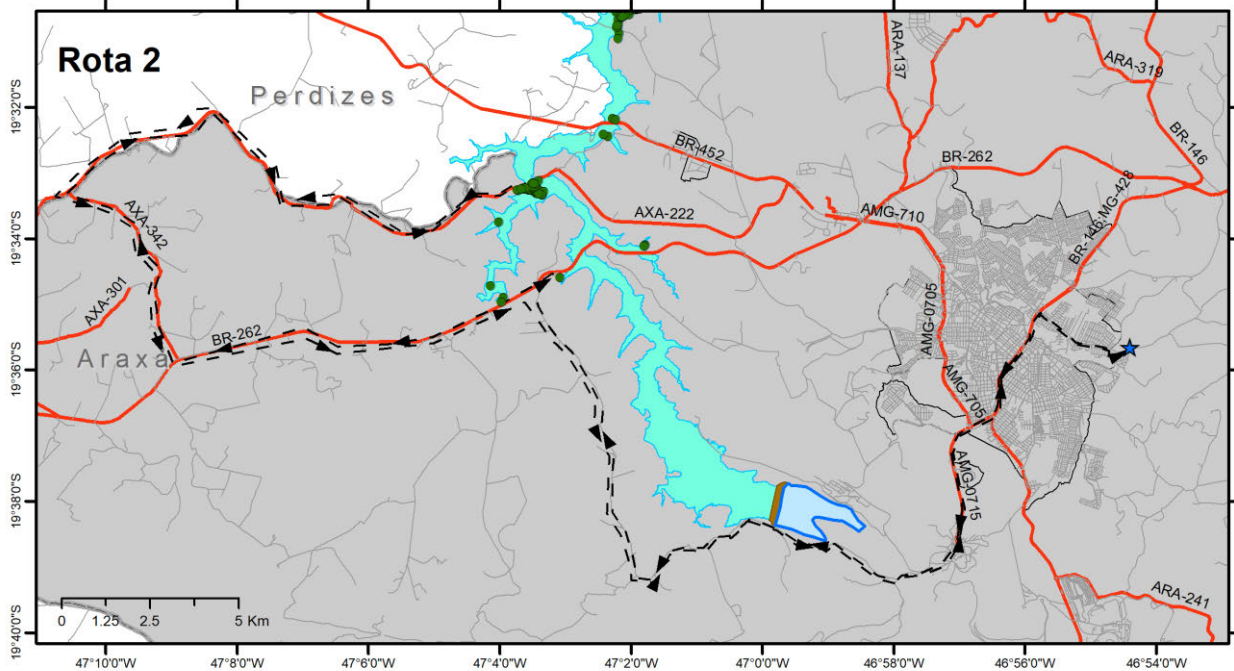 Rota 2
Perdizes
ARA-137
ARA-319
BR-146
BR-452
BR-262
AXA-222
AMG-710
BR-146;MG-428
AXA-342
AXA-301
BR-262
Araxá
AMG-0705
AMG-705
AMG-0715
ARA-241
0 1.25 2.5 5 Km
19°32'0"S
19°34'0"S
19°36'0"S
19°38'0"S
19°40'0"S
47°10'0"W 47°8'0"W 47°6'0"W 47°4'0"W 47°2'0"W 47°0'0"W 46°58'0"W 46°56'0"W 46°54'0"W